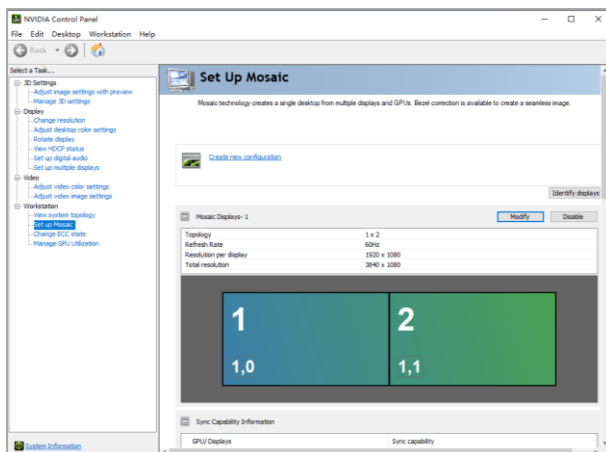 NVIDIA Control Panel
File Edit Desktop Workstation Help
Back
Select a Task...
3D Settings
Adjust image settings with preview
Manage 3D settings
Display
Change resolution
Adjust desktop color settings
Rotate display
View HDCP status
Set up digital audio
Set up multiple displays
Video
Adjust video color settings
Adjust video image settings
Workstation
View system topology
Set up Mosaic
Change ECC state
Manage GPU Utilization
System Information
Set Up Mosaic
Mosaic technology creates a single desktop from multiple displays and GPUs. Bezel correction is available to create a seamless image.
Create new configuration
Identify displays
Mosaic Displays- 1 Modify Disable
Topology 1 x 2
Refresh Rate 60Hz
Resolution per display 1920 x 1080
Total resolution 3840 x 1080
1 2
1,0 1,1
Sync Capability Information
GPU/ Displays Sync capability